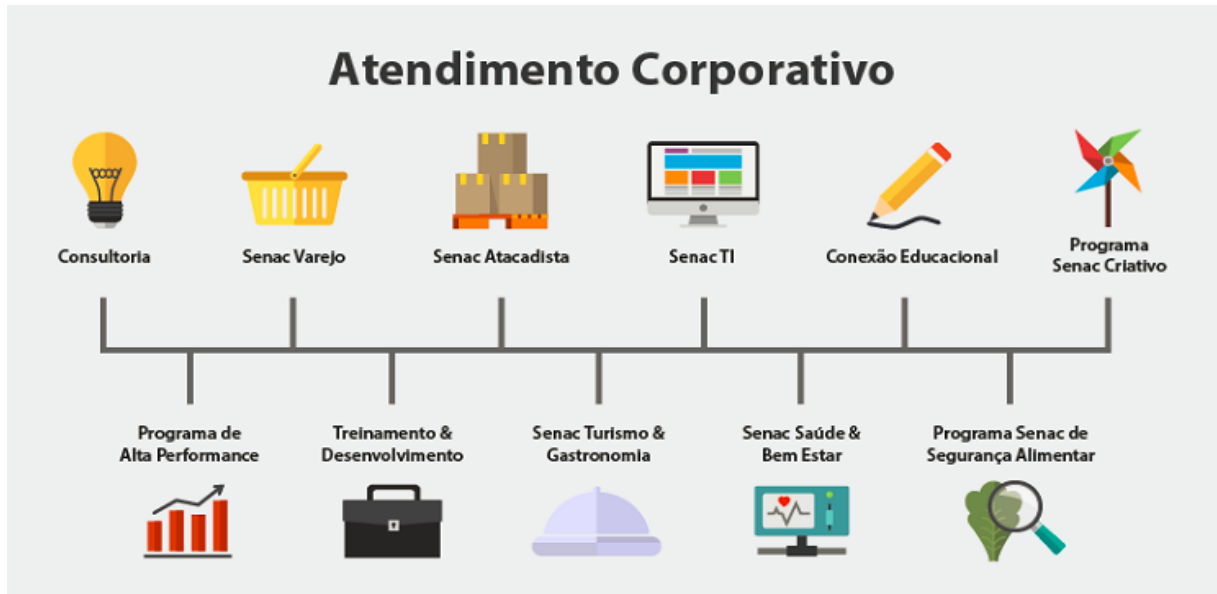 Atendimento Corporativo
Consultoria
Senac Varejo
Senac Atacadista
Senac TI
Conexão Educacional
Programa
Senac Criativo
Programa de
Alta Performance
Treinamento &
Desenvolvimento
Senac Turismo &
Gastronomia
Senac Saúde &
Bem Estar
Programa Senac de
Segurança Alimentar